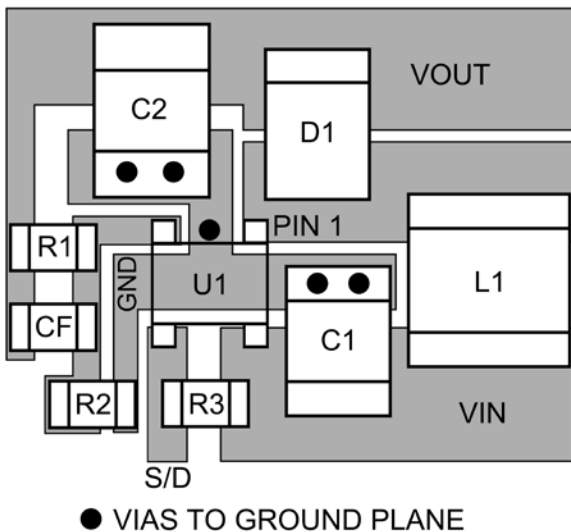 VOUT
C2
D1
PIN 1
R1
GND
U1
L1
CF
C1
R2
R3
VIN
S/D
VIAS TO GROUND PLANE